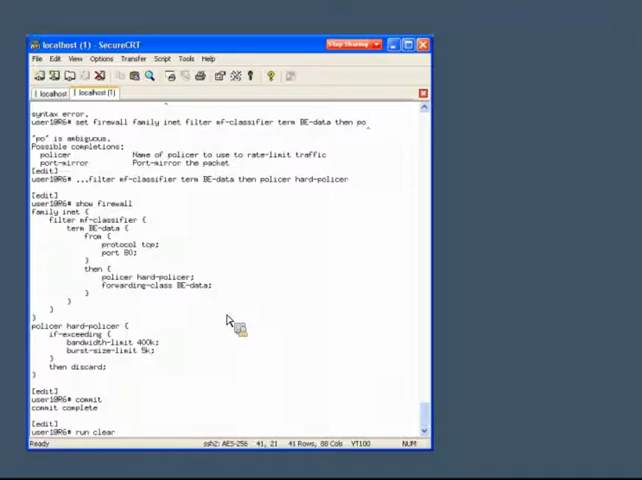 localhost (1) - SecureCRT
Stop Sharing
File Edit View Options Transfer Script Tools Help
localhost localhost (1)
syntax error.
user1@R6# set firewall family inet filter mf-classifier term BE-data then po
^
"po" is ambiguous.
Possible completions:
policer Name of policer to use to rate-limit traffic
port-mirror Port-mirror the packet
[edit]
user1@R6# ...filter mf-classifier term BE-data then policer hard-policer
[edit]
user1@R6# show firewall
family inet {
filter mf-classifier {
term BE-data {
from {
protocol tcp;
port 80;
}
then {
policer hard-policer;
forwarding-class BE-data;
}
}
}
}
policer hard-policer {
if-exceeding {
bandwidth-limit 400k;
burst-size-limit 5k;
}
then discard;
}
[edit]
user1@R6# commit
commit complete
[edit]
user1@R6# run clear
Ready ssh2: AES-256 41, 21 41 Rows, 88 Cols VT100 NUM